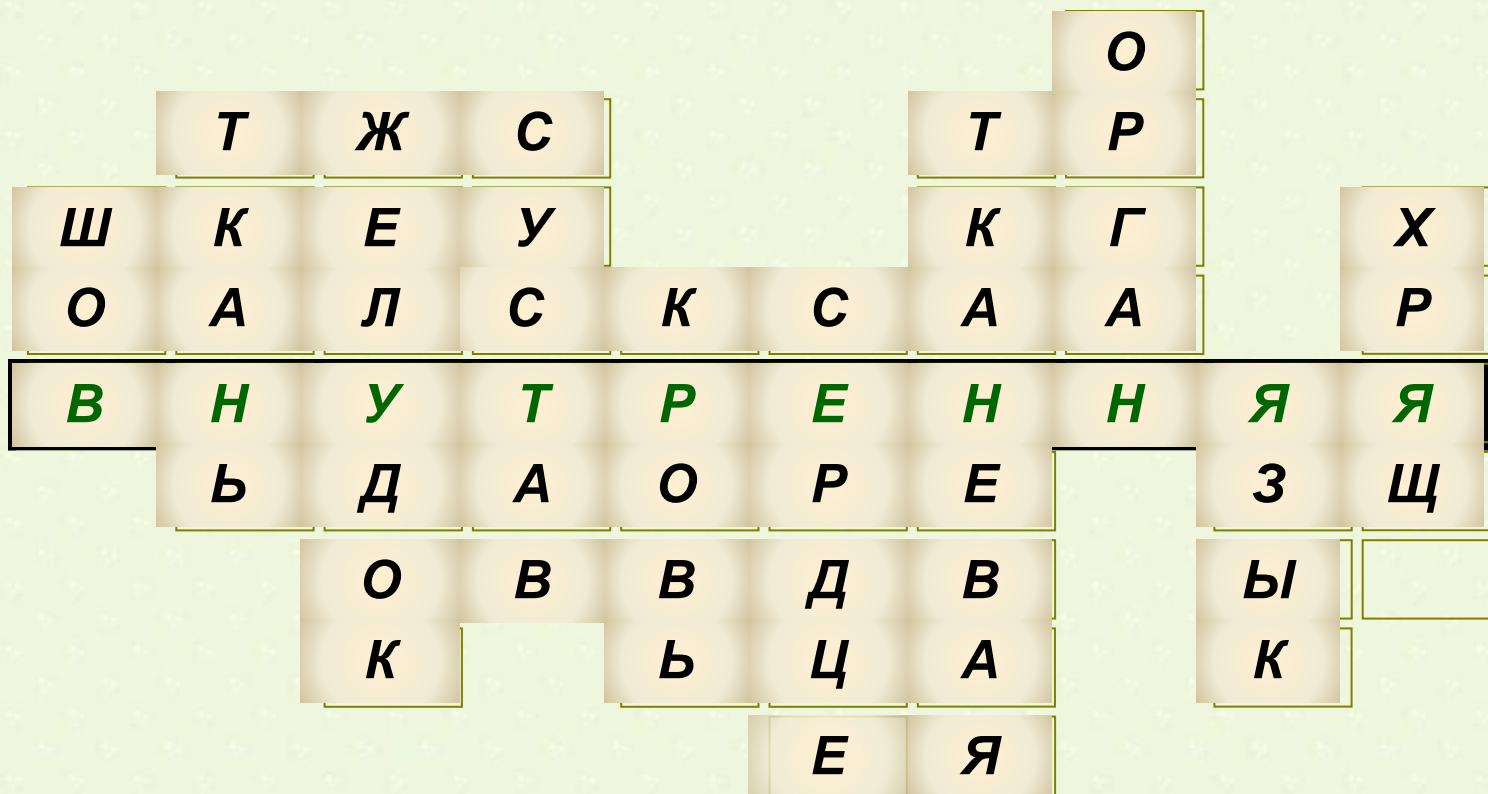 О
Т Ж С Т Р
Ш К Е У К Г Х
О А Л С К С А А Р
В Н У Т Р Е Н Н Я Я
Ь Д А О Р Е З Щ
О В В Д В Ы
К Ь Ц А К
Е Я